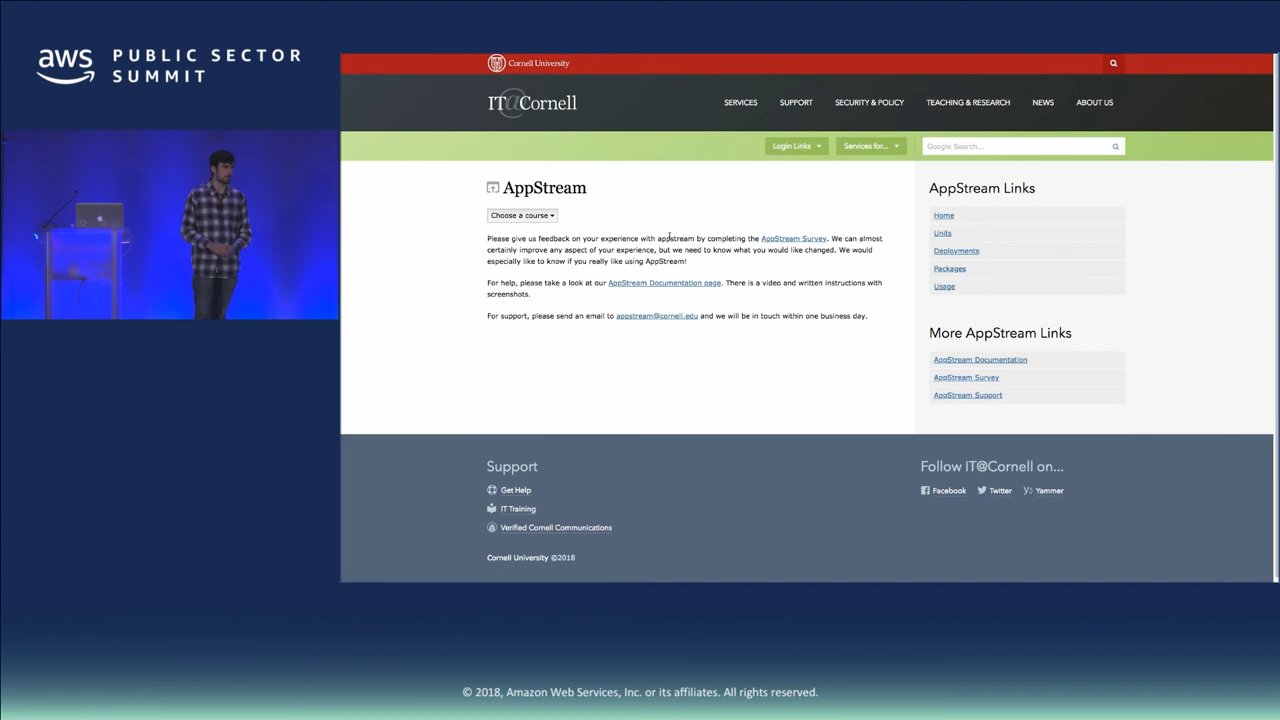 aws PUBLIC SECTOR
SUMMIT
Cornell University
IT@Cornell
SERVICES SUPPORT SECURITY & POLICY TEACHING & RESEARCH NEWS ABOUT US
Login Links Services for... Google Search...
AppStream
Choose a course
Please give us feedback on your experience with appstream by completing the AppStream Survey. We can almost
certainly improve any aspect of your experience, but we need to know what you would like changed. We would
especially like to know if you really like using AppStream!
For help, please take a look at our AppStream Documentation page. There is a video and written instructions with
screenshots.
For support, please send an email to appstream@cornell.edu and we will be in touch within one business day.
AppStream Links
Home
Units
Deployments
Packages
Usage
More AppStream Links
AppStream Documentation
AppStream Survey
AppStream Support
Support
Get Help
IT Training
Verified Cornell Communications
Cornell University ©2018
Follow IT@Cornell on...
Facebook Twitter Yammer
© 2018, Amazon Web Services, Inc. or its affiliates. All rights reserved.